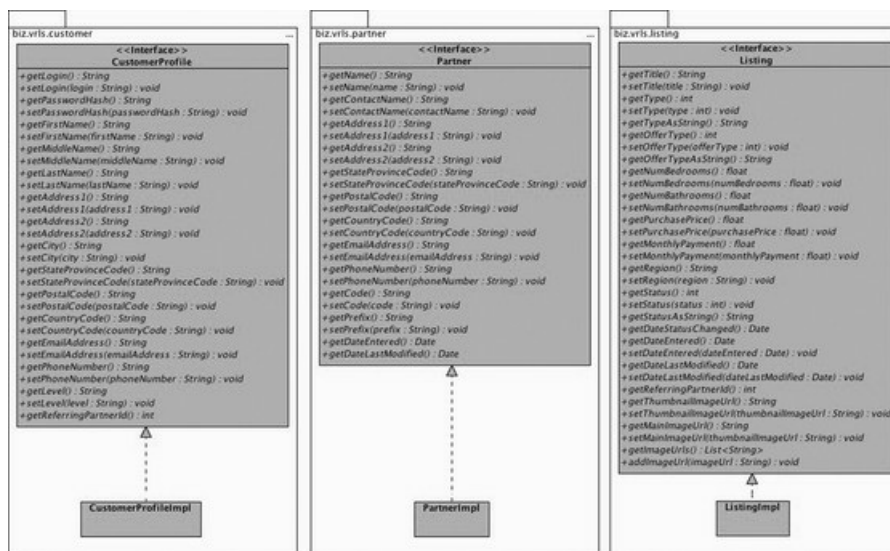 biz.vrls.customer
...
<<Interface>>
CustomerProfile
+getLogin() : String
+setLogin(login : String) : void
+getPasswordHash() : String
+setPasswordHash(passwordHash : String) : void
+getFirstName() : String
+setFirstName(firstName : String) : void
+getMiddleName() : String
+setMiddleName(middleName : String) : void
+getLastName() : String
+setLastName(lastName : String) : void
+getAddress1() : String
+setAddress1(address1 : String) : void
+getAddress2() : String
+setAddress2(address2 : String) : void
+getCity() : String
+setCity(city : String) : void
+getStateProvinceCode() : String
+setStateProvinceCode(stateProvinceCode : String) : void
+getPostalCode() : String
+setPostalCode(postalCode : String) : void
+getCountryCode() : String
+setCountryCode(countryCode : String) : void
+getEmailAddress() : String
+setEmailAddress(emailAddress : String) : void
+getPhoneNumber() : String
+setPhoneNumber(phoneNumber : String) : void
+getLevel() : String
+setLevel(level : String) : void
+getReferringPartnerId() : int
CustomerProfileImpl
biz.vrls.partner
...
<<Interface>>
Partner
+getName() : String
+setName(name : String) : void
+getContactName() : String
+setContactName(contactName : String) : void
+getAddress1() : String
+setAddress1(address1 : String) : void
+getAddress2() : String
+setAddress2(address2 : String) : void
+getStateProvinceCode() : String
+setStateProvinceCode(stateProvinceCode : String) : void
+getPostalCode() : String
+setPostalCode(postalCode : String) : void
+getCountryCode() : String
+setCountryCode(countryCode : String) : void
+getEmailAddress() : String
+setEmailAddress(emailAddress : String) : void
+getPhoneNumber() : String
+setPhoneNumber(phoneNumber : String) : void
+getCode() : String
+setCode(code : String) : void
+getPrefix() : String
+setPrefix(prefix : String) : void
+getDateEntered() : Date
+getDateLastModified() : Date
PartnerImpl
biz.vrls.listing
...
<<Interface>>
Listing
+getTitle() : String
+setTitle(title : String) : void
+getType() : int
+setType(type : int) : void
+getTypeAsString() : String
+getOfferType() : int
+setOfferType(offerType : int) : void
+getOfferTypeAsString() : String
+getNumBedrooms() : float
+setNumBedrooms(numBedrooms : float) : void
+getNumBathrooms() : float
+setNumBathrooms(numBathrooms : float) : void
+getPurchasePrice() : float
+setPurchasePrice(purchasePrice : float) : void
+getMonthlyPayment() : float
+setMonthlyPayment(monthlyPayment : float) : void
+getRegion() : String
+setRegion(region : String) : void
+getStatus() : int
+setStatus(status : int) : void
+getStatusAsString() : String
+getDateStatusChanged() : Date
+getDateEntered() : Date
+setDateEntered(dateEntered : Date) : void
+getDateLastModified() : Date
+setDateLastModified(dateLastModified : Date) : void
+getReferringPartnerId() : int
+getThumbnailImageUrl() : String
+setThumbnailImageUrl(thumbnailImageUrl : String) : void
+getMainImageUrl() : String
+setMainImageUrl(thumbnailImageUrl : String) : void
+getImageUrls() : List<String>
+addImageUrl(imageUrl : String) : void
ListingImpl